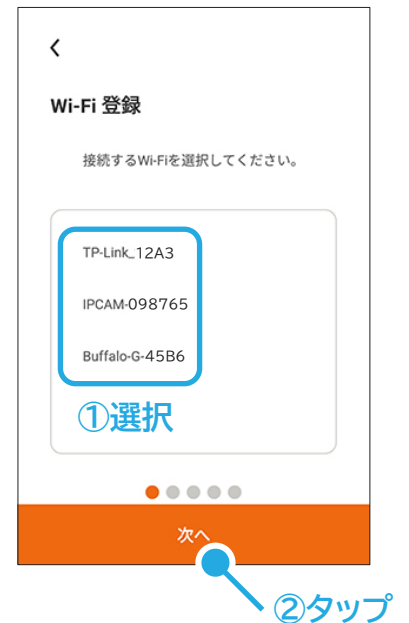 Wi-Fi 登録
接続するWi-Fiを選択してください。
TP-Link_12A3
IPCAM-098765
Buffalo-G-45B6
①選択
次へ
②タップ